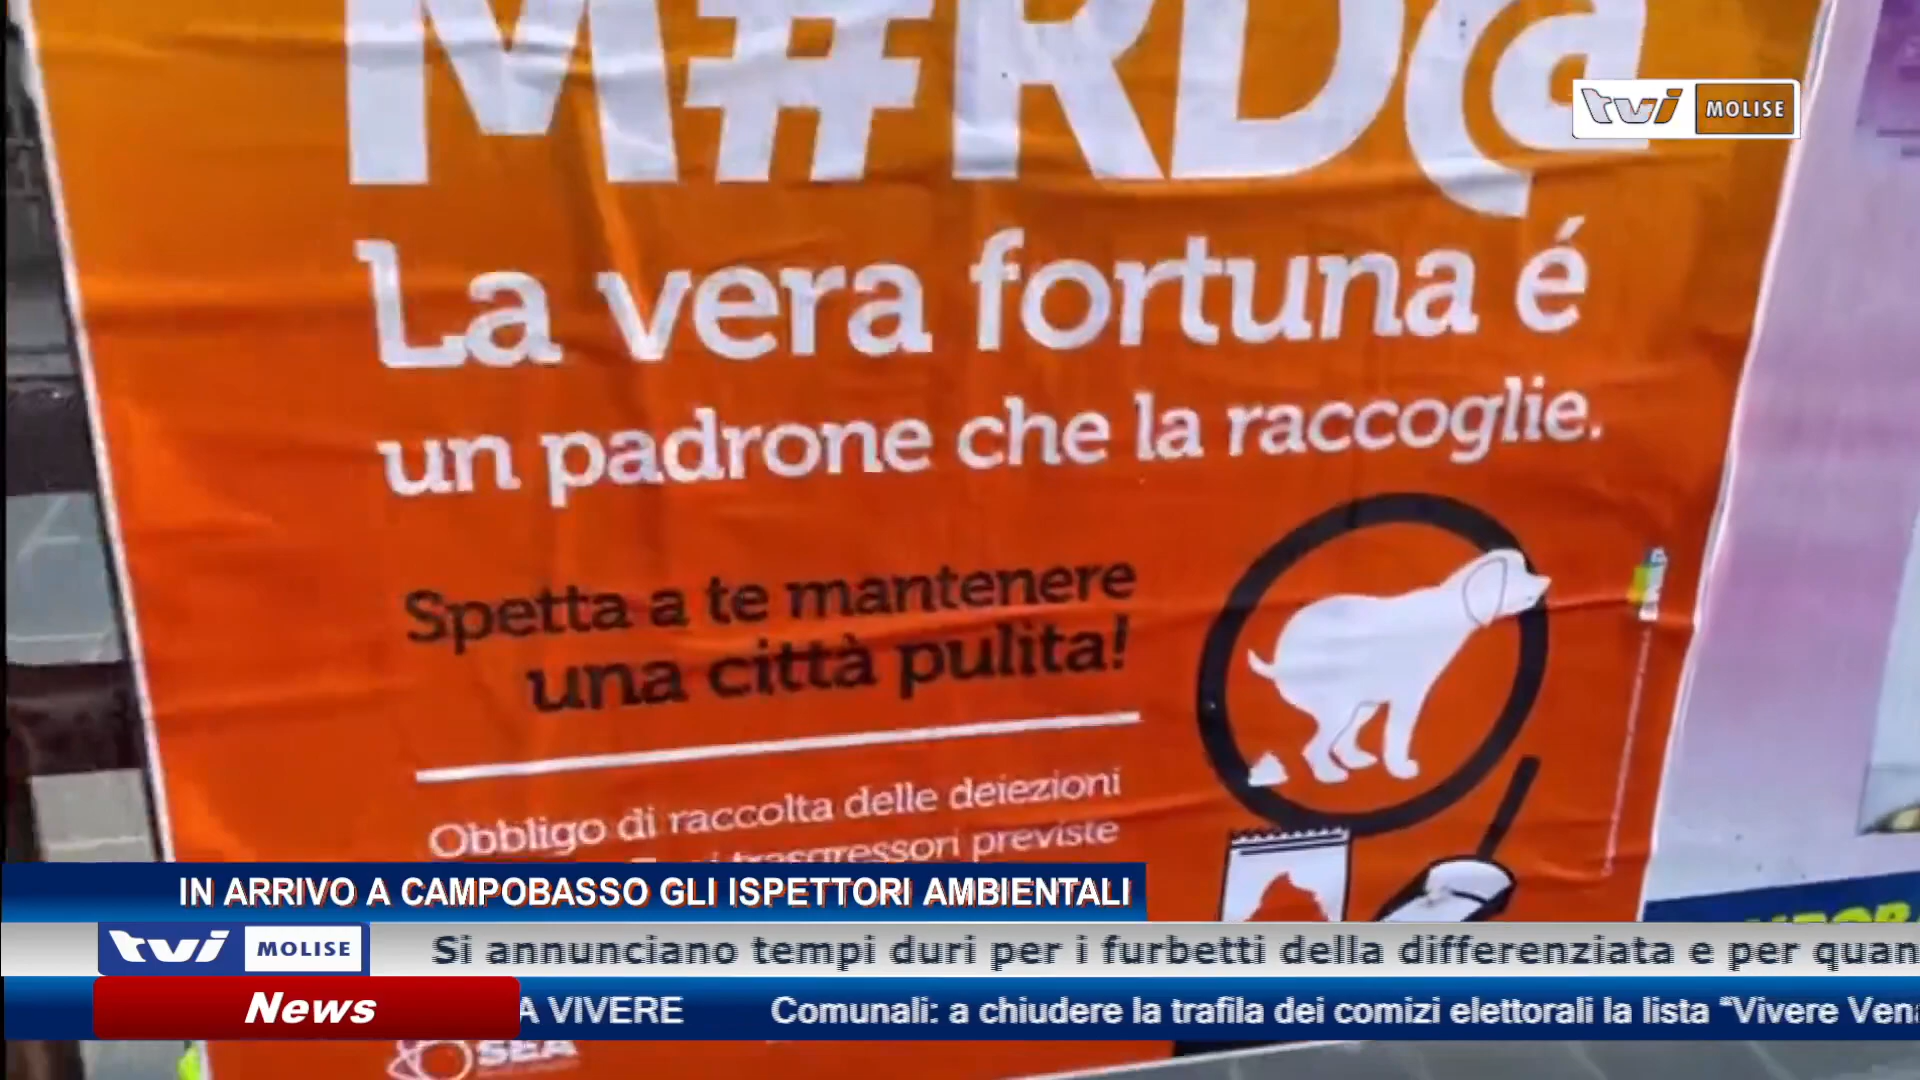 M#RD@
tvi MOLISE
La vera fortuna é
un padrone che la raccoglie.
Spetta a te mantenere
una città pulita!
Obbligo di raccolta delle deiezioni
trasgressori previste
IN ARRIVO A CAMPOBASSO GLI ISPETTORI AMBIENTALI
tvi MOLISE
Si annunciano tempi duri per i furbetti della differenziata e per quan
News
A VIVERE Comunali: a chiudere la trafila dei comizi elettorali la lista “Vivere Vena
SEA